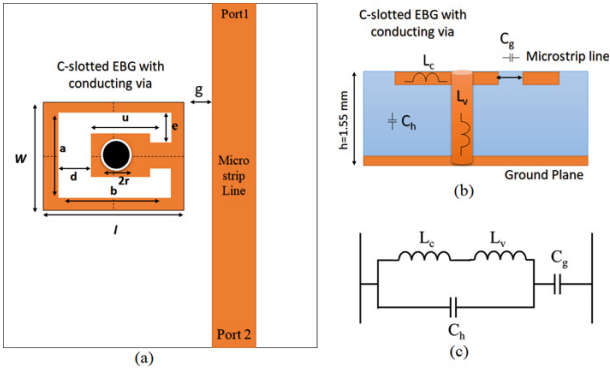 Port1
C-slotted EBG with
conducting via
g
u
e
W
a
d
2r
b
l
Micro
strip
Line
Port 2
(a)
C-slotted EBG with
conducting via
Cg
Microstrip line
Lc
Lv
Ch
h=1.55 mm
Ground Plane
(b)
Lc
Lv
Cg
Ch
(c)